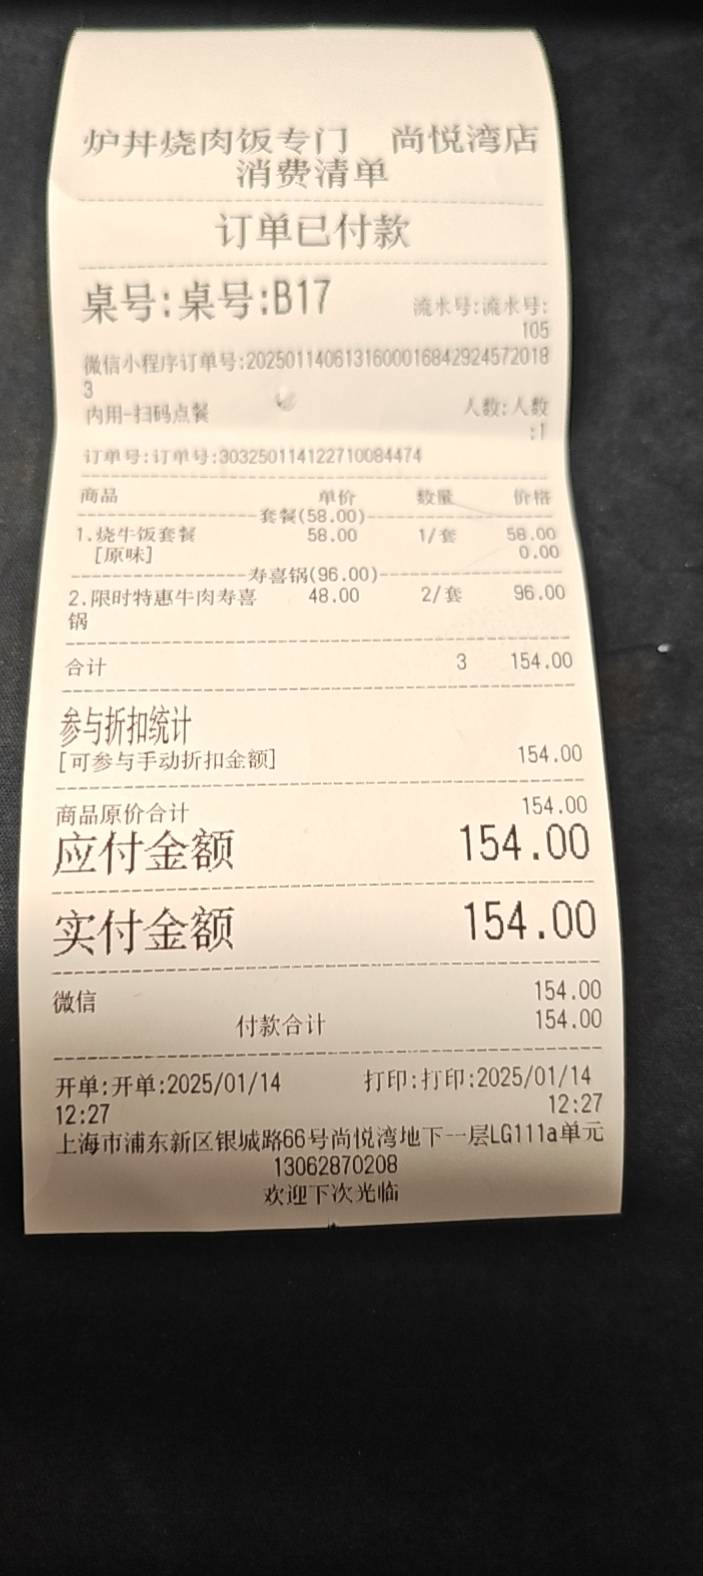 炉丼烧肉饭专门 尚悦湾店
消费清单
订单已付款
桌号:桌号:B17 流水号:流水号:
105
微信小程序订单号:2025011406131600016842924572018
3
内用-扫码点餐 人数:人数
:1
订单号:订单号:303250114122710084474
商品 单价 数量 价格
套餐(58.00)
1.烧牛饭套餐 58.00 1/套 58.00
[原味] 0.00
寿喜锅(96.00)
2.限时特惠牛肉寿喜 48.00 2/套 96.00
锅
合计 3 154.00
参与折扣统计
[可参与手动折扣金额] 154.00
商品原价合计 154.00
应付金额 154.00
实付金额 154.00
微信 154.00
付款合计 154.00
开单:开单:2025/01/14 打印:打印:2025/01/14
12:27 12:27
上海市浦东新区银城路66号尚悦湾地下一层LG111a单元
13062870208
欢迎下次光临